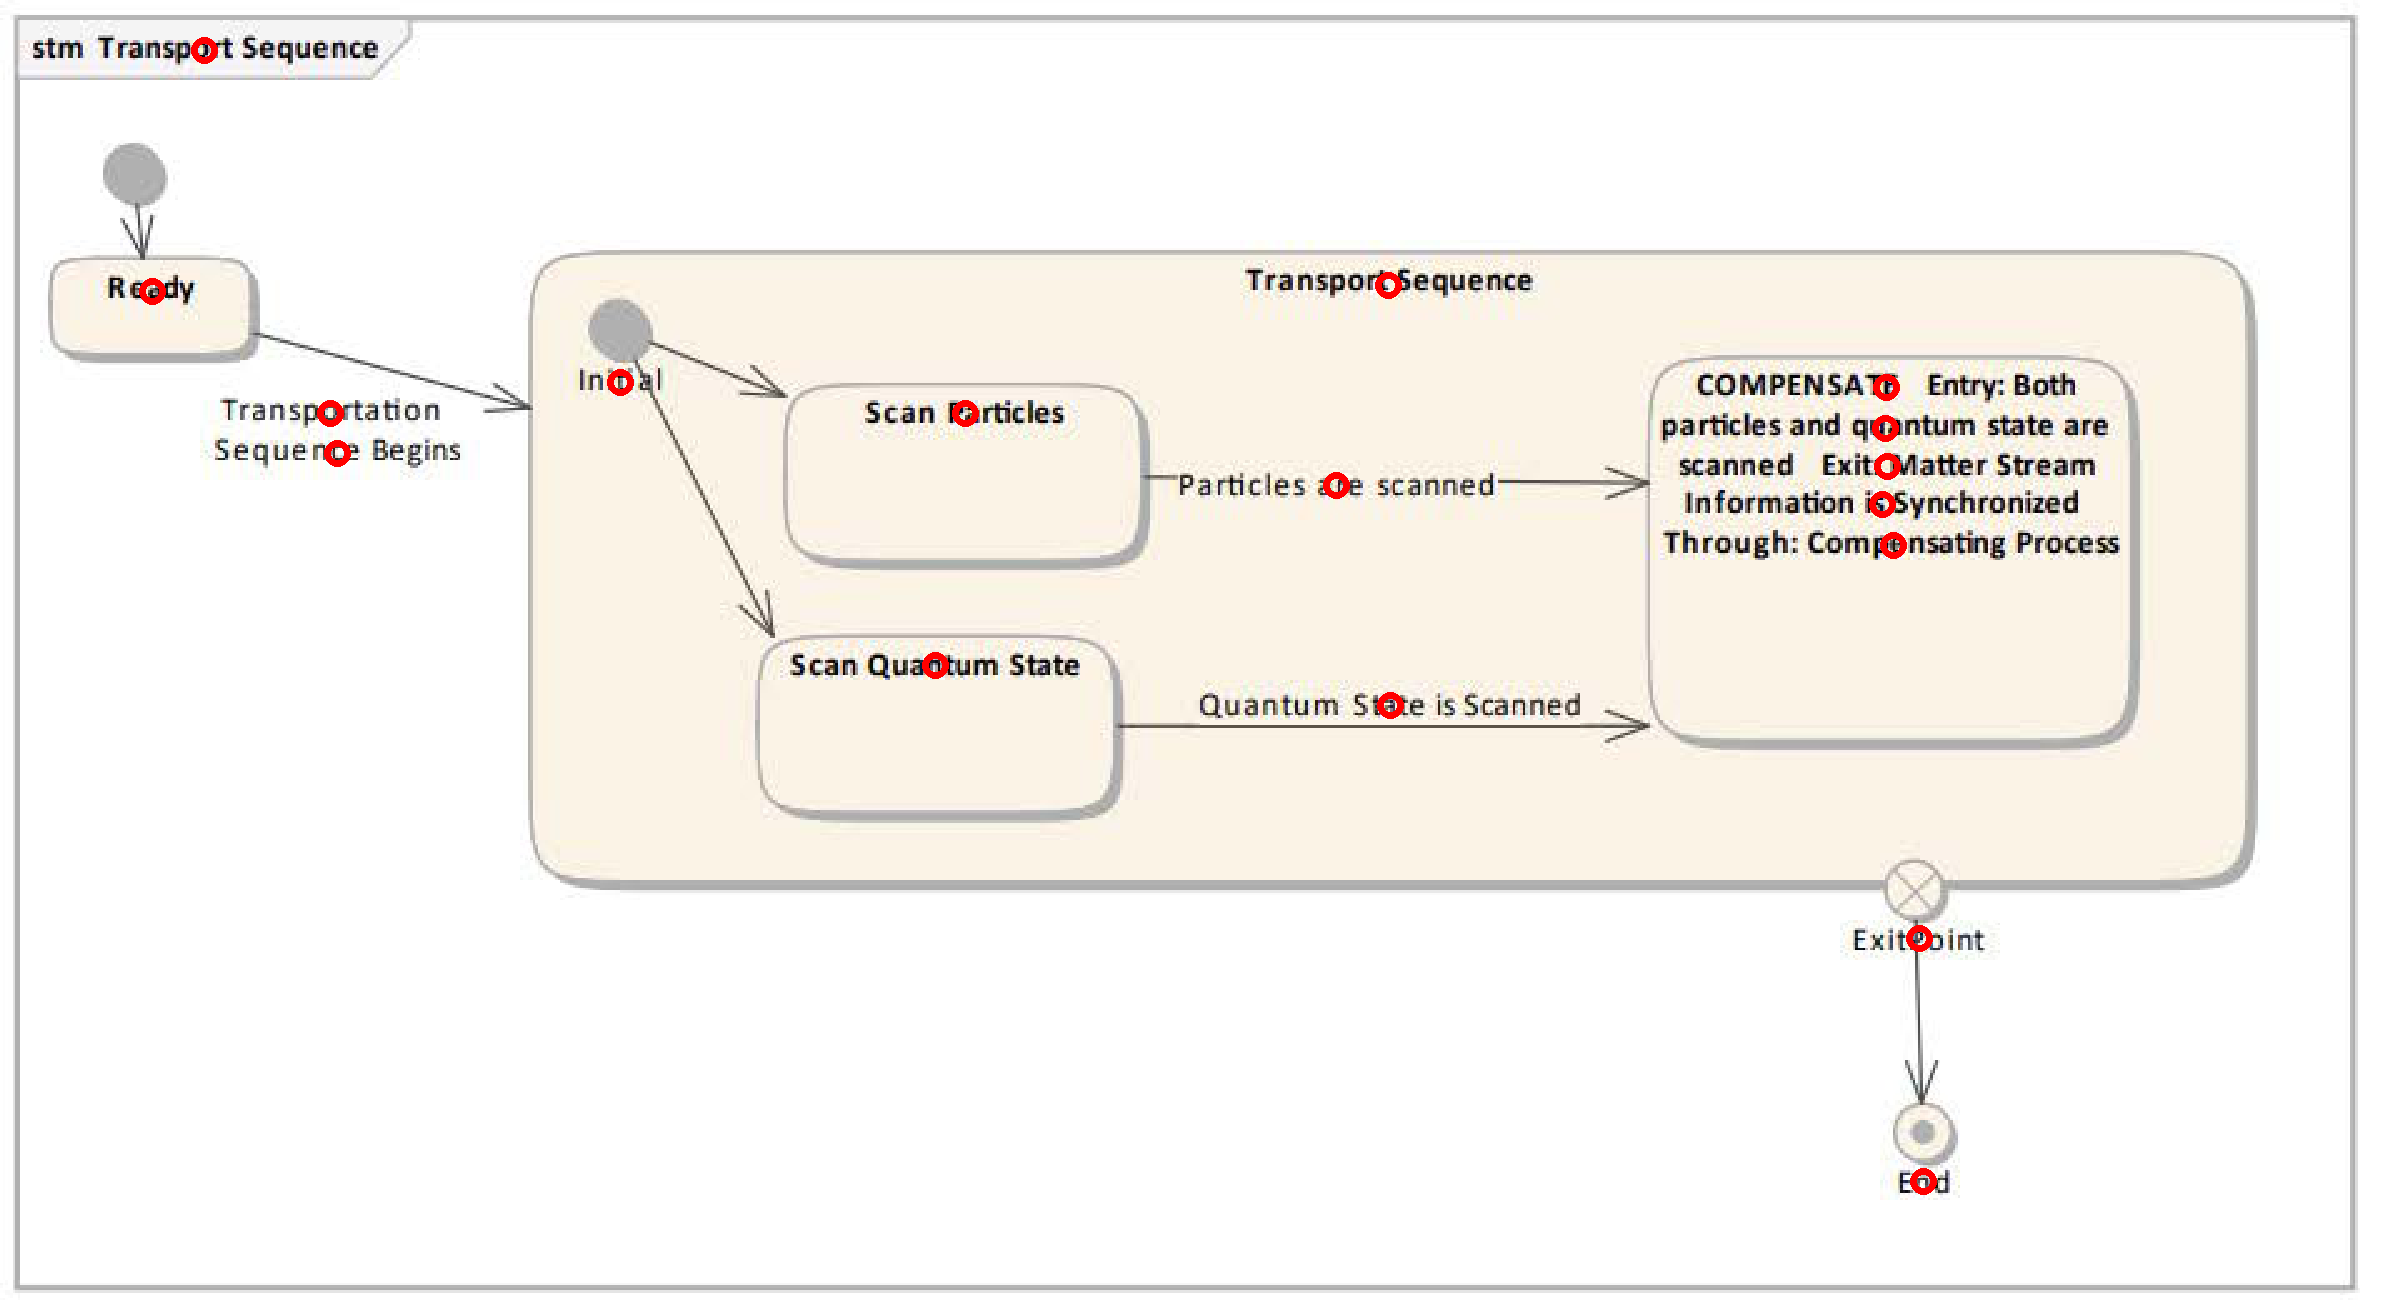 stm Transport Sequence
Ready
Transportation
Sequence Begins
Transport Sequence
Initial
Scan Particles
Particles are scanned
Scan Quantum State
Quantum State is Scanned
COMPENSATE Entry: Both
particles and quantum state are
scanned Exit: Matter Stream
Information is Synchronized
Through: Compensating Process
ExitPoint
End